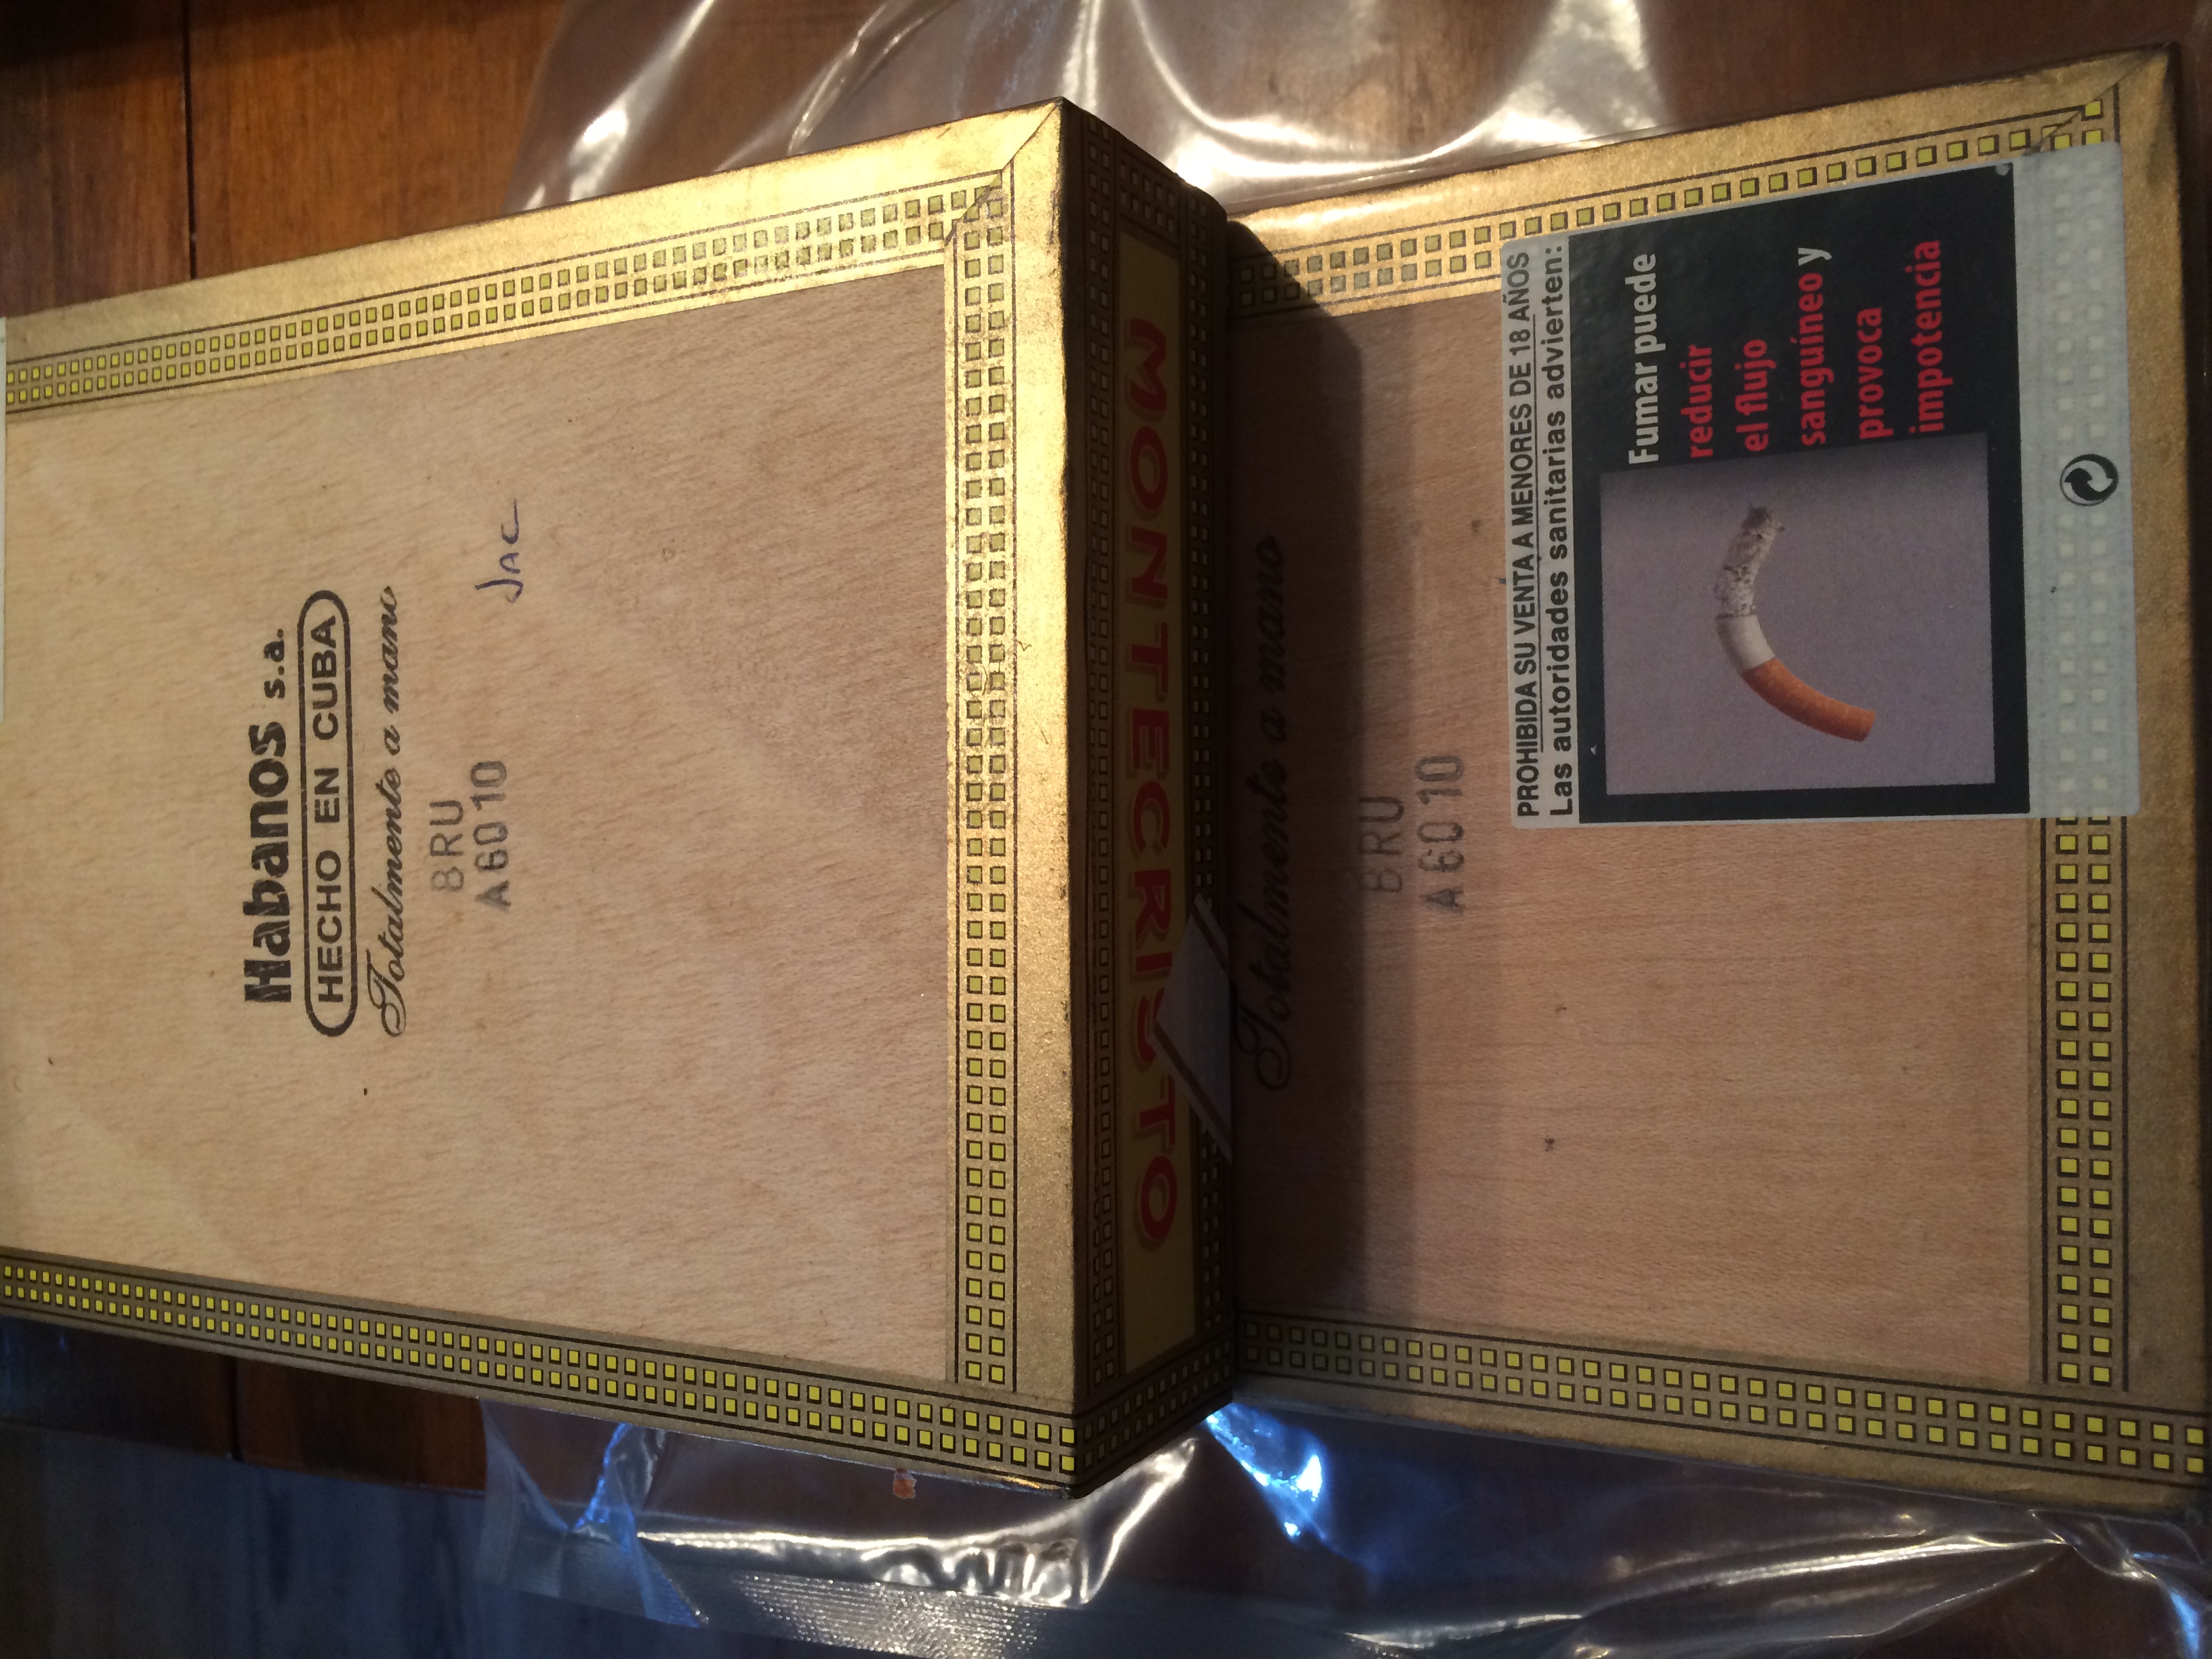 Habanos s.a.
HECHO EN CUBA
Totalmente a mano
BRU
A6010
JAC
MONTECRISTO
Totalmente a mano
BRU
A6010
PROHIBIDA SU VENTA A MENORES DE 18 AÑOS
Las autoridades sanitarias advierten:
Fumar puede
reducir
el flujo
sanguíneo y
provoca
impotencia